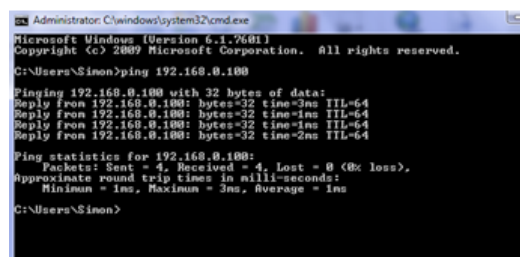 Administrator: C:\windows\system32\cmd.exe
Microsoft Windows [Version 6.1.7601]
Copyright (c) 2009 Microsoft Corporation.  All rights reserved.
C:\Users\Simon>ping 192.168.0.100
Pinging 192.168.0.100 with 32 bytes of data:
Reply from 192.168.0.100: bytes=32 time=3ms TTL=64
Reply from 192.168.0.100: bytes=32 time=1ms TTL=64
Reply from 192.168.0.100: bytes=32 time=1ms TTL=64
Reply from 192.168.0.100: bytes=32 time=2ms TTL=64
Ping statistics for 192.168.0.100:
    Packets: Sent = 4, Received = 4, Lost = 0 (0% loss),
Approximate round trip times in milli-seconds:
    Minimum = 1ms, Maximum = 3ms, Average = 1ms
C:\Users\Simon>